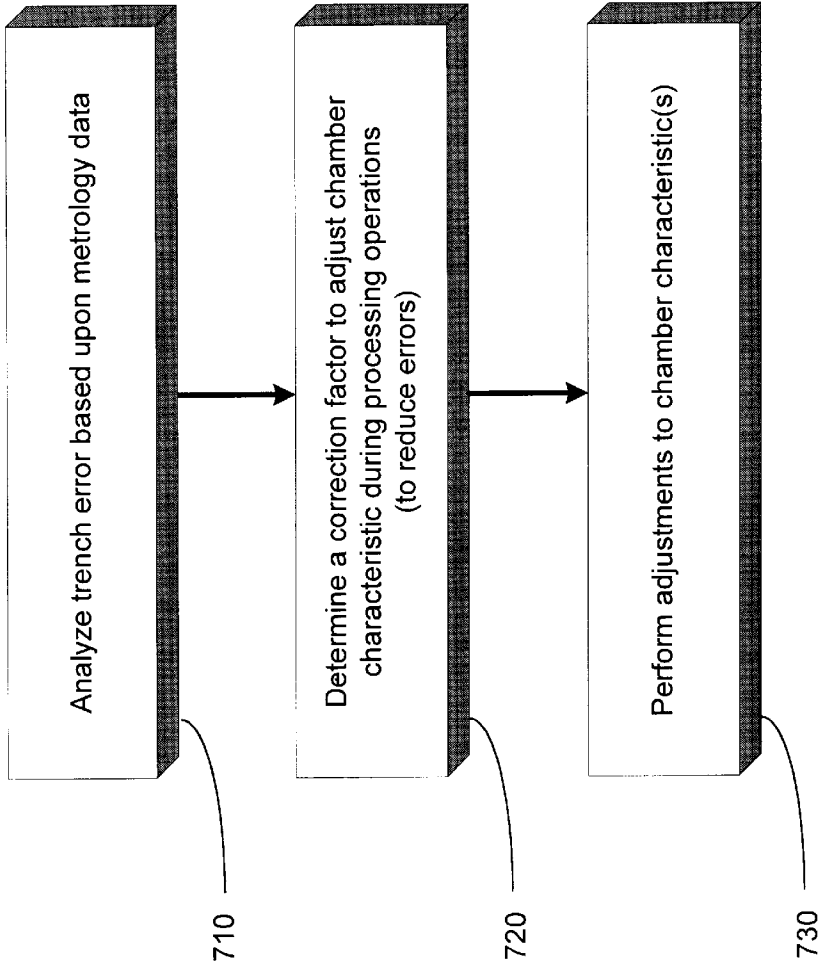 Analyze trench error based upon metrology data
710
Determine a correction factor to adjust chamber
characteristic during processing operations
(to reduce errors)
720
Perform adjustments to chamber characteristic(s)
730